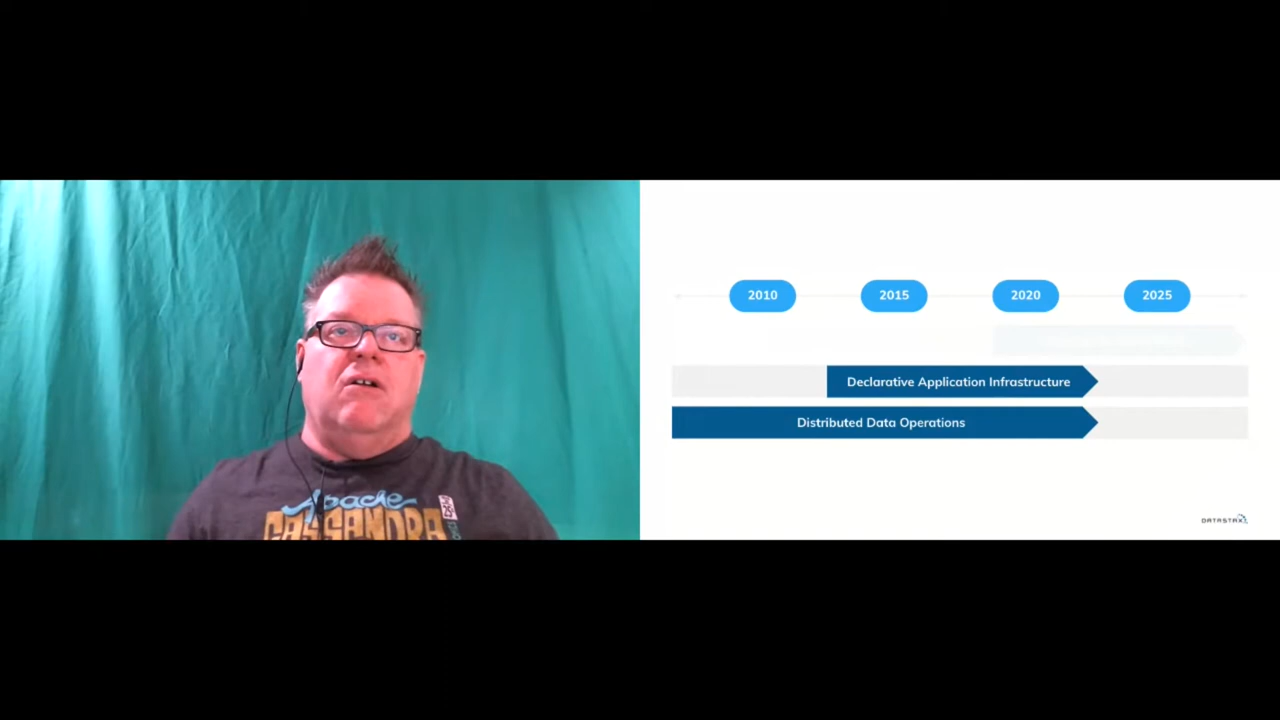 Apache
CASSANDRA
2010
2015
2020
2025
Declarative Application Infrastructure
Distributed Data Operations
DATASTAX